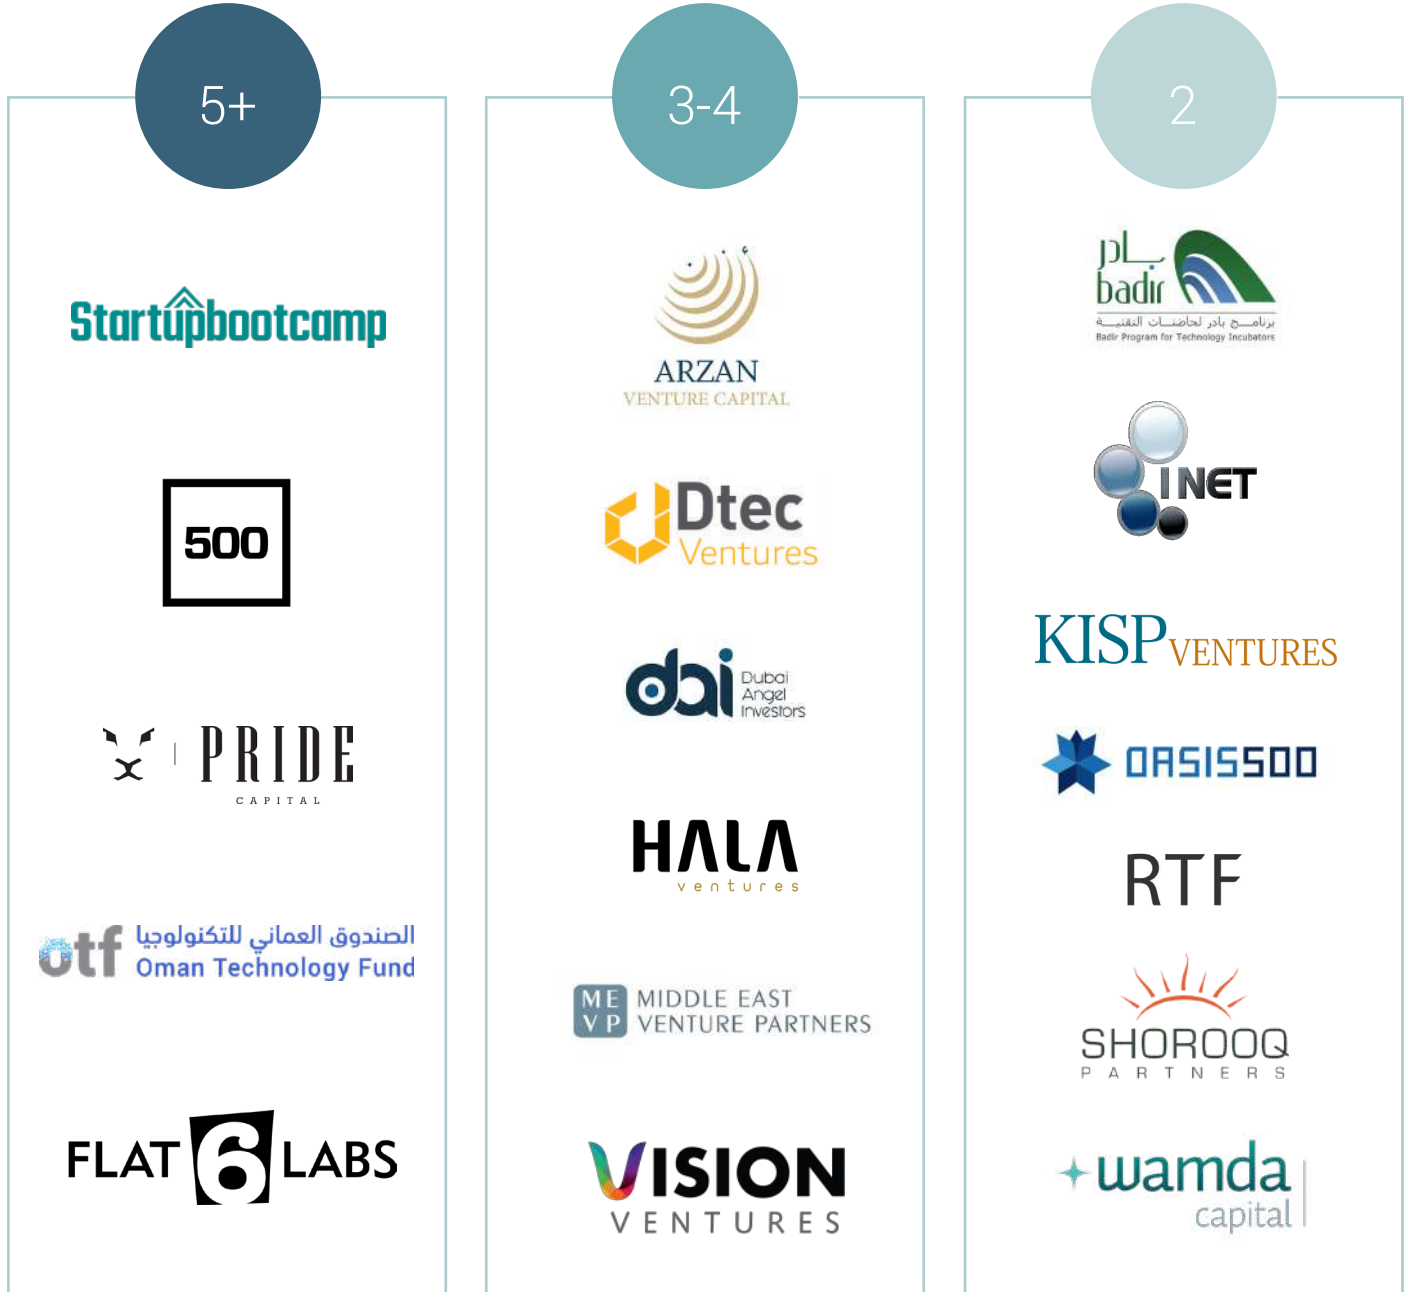 5+
Startupbootcamp
500
PRIDE
CAPITAL
otf
الصندوق العماني للتكنولوجيا
Oman Technology Fund
FLAT 6 LABS
3-4
ARZAN
VENTURE CAPITAL
Dtec
Ventures
dai
Dubai
Angel
Investors
HALA
ventures
ME
VP
MIDDLE EAST
VENTURE PARTNERS
VISION
VENTURES
2
بادر
badir
برنامج بادر لحاضنات التقنية
Badir Program for Technology Incubators
INET
KISP VENTURES
OASIS500
RTF
SHOROOQ
PARTNERS
wamda
capital